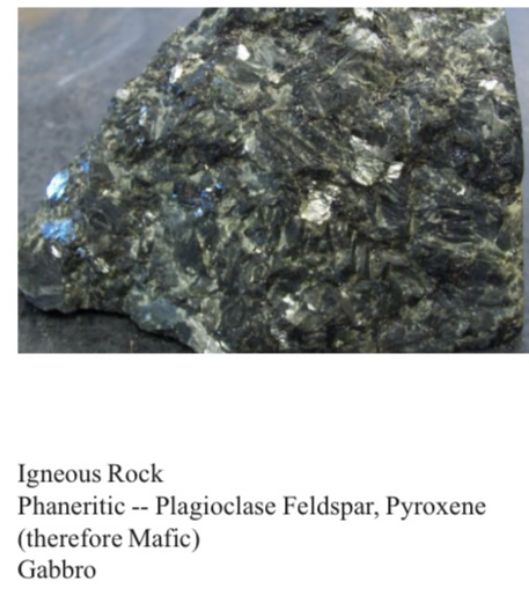 Igneous Rock
Phaneritic -- Plagioclase Feldspar, Pyroxene
(therefore Mafic)
Gabbro